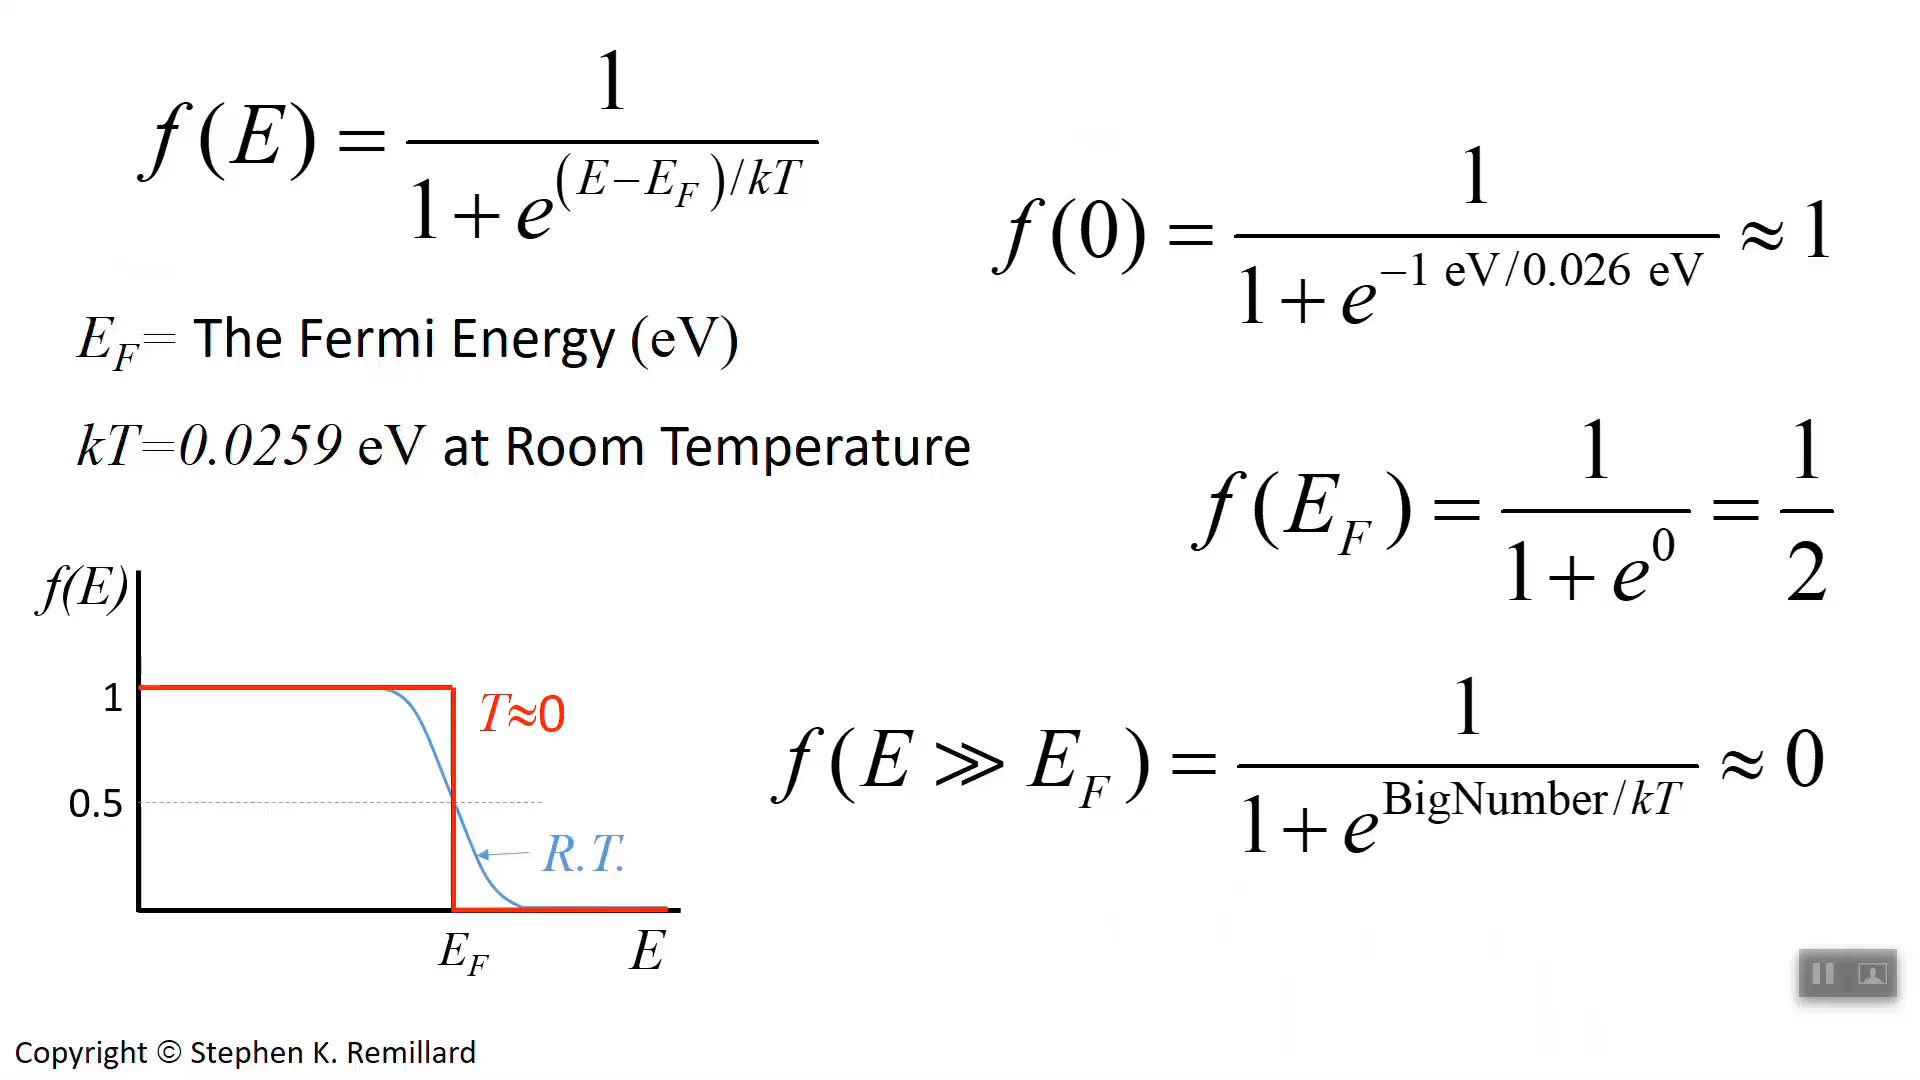 f(E) = 1 / (1 + e^((E−E_F)/kT))
E_F = The Fermi Energy (eV)
kT=0.0259 eV at Room Temperature
f(0) = 1 / (1 + e^(−1 eV/0.026 eV)) ≈ 1
f(E_F) = 1 / (1 + e^0) = 1/2
f(E ≫ E_F) = 1 / (1 + e^(BigNumber/kT)) ≈ 0
f(E)
1
T≈0
0.5
R.T.
E_F
E
Copyright © Stephen K. Remillard